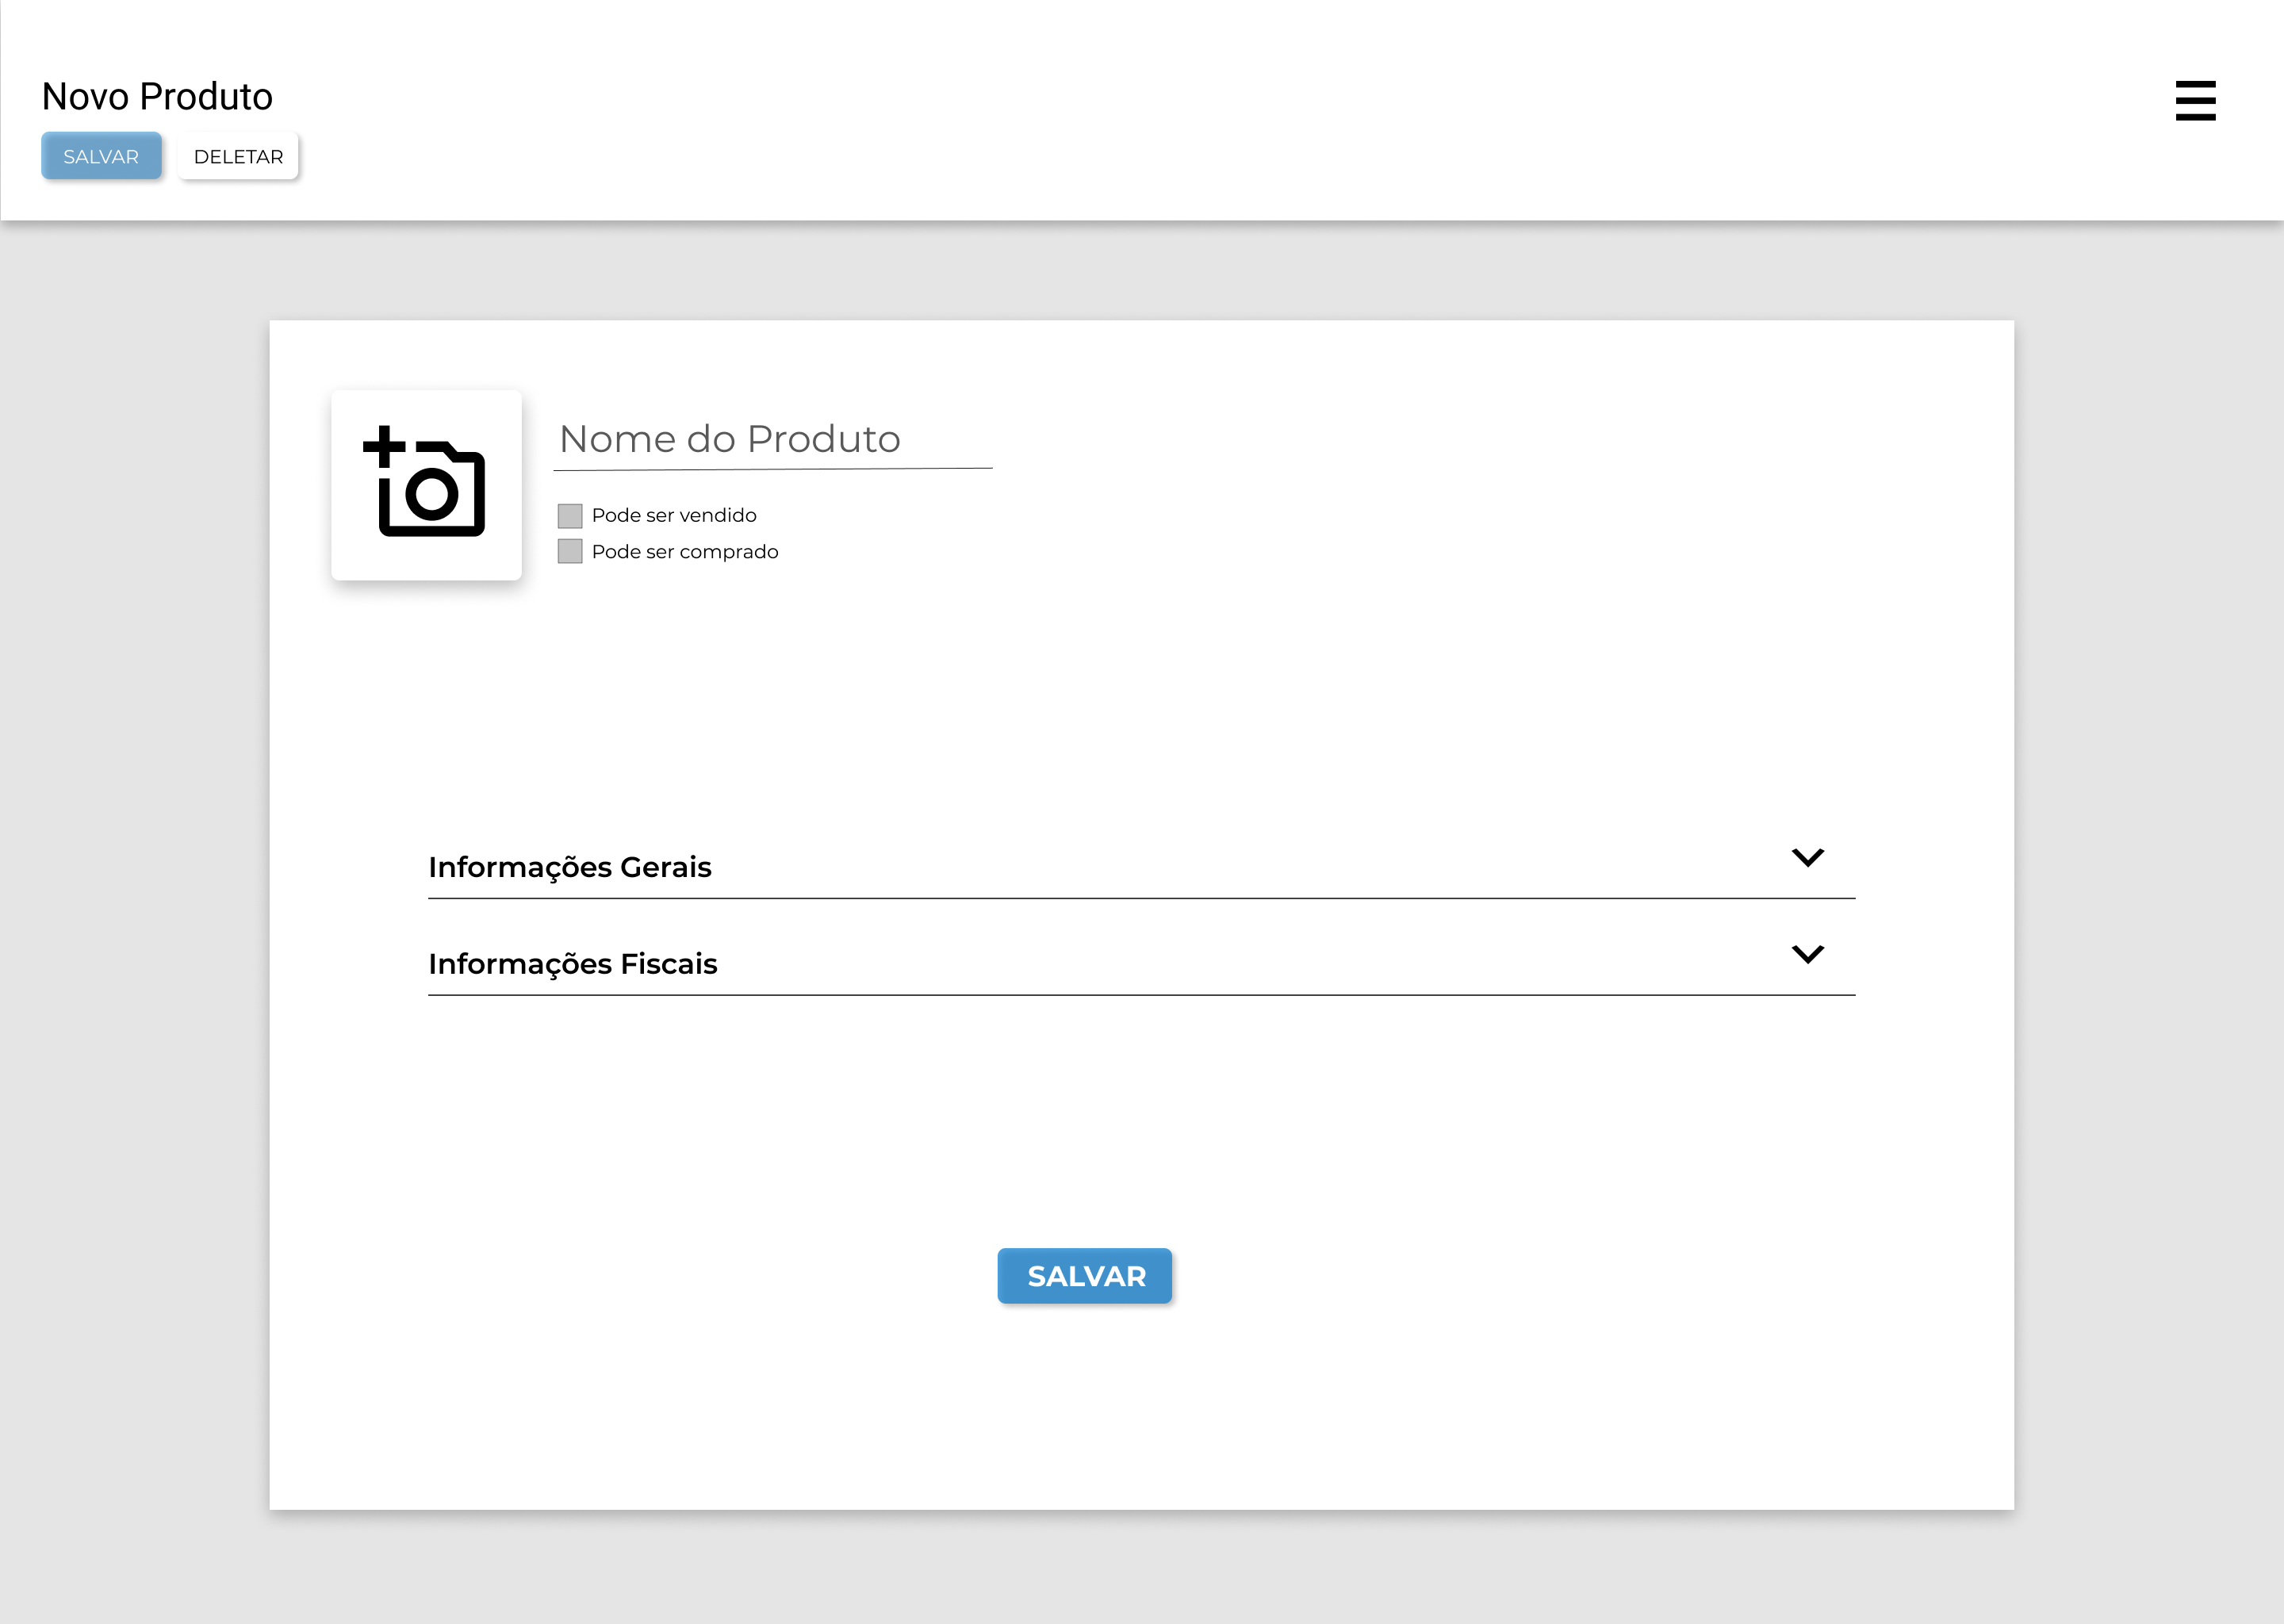 Novo Produto
SALVAR
DELETAR
Nome do Produto
Pode ser vendido
Pode ser comprado
Informações Gerais
Informações Fiscais
SALVAR